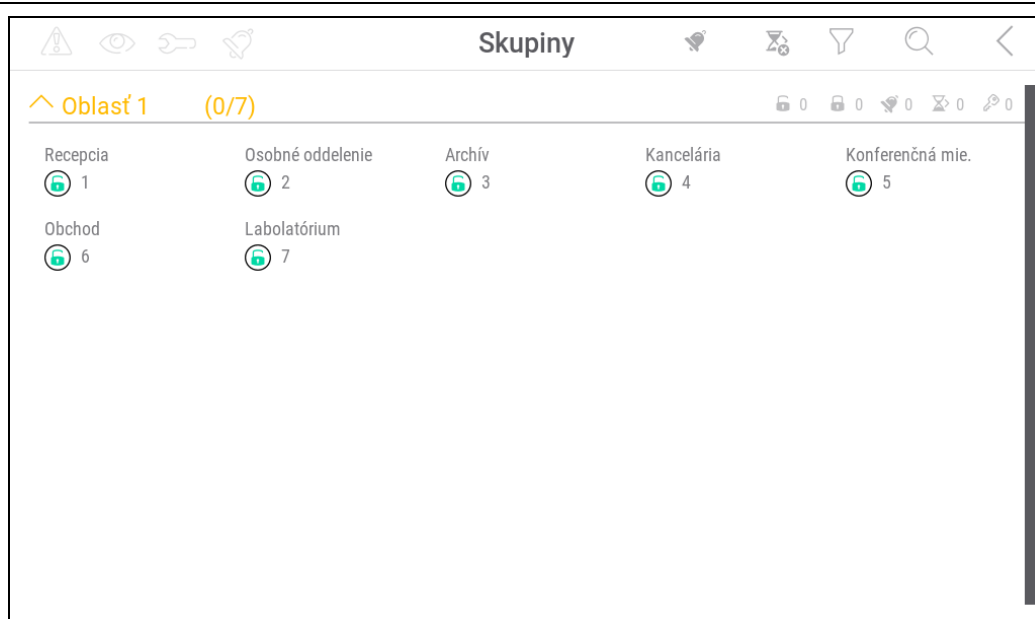 Skupiny
Oblasť 1 (0/7) 0 0 0 0 0
Recepcia Osobné oddelenie Archív Kancelária Konferenčná mie.
1 2 3 4 5
Obchod Labolatórium
6 7